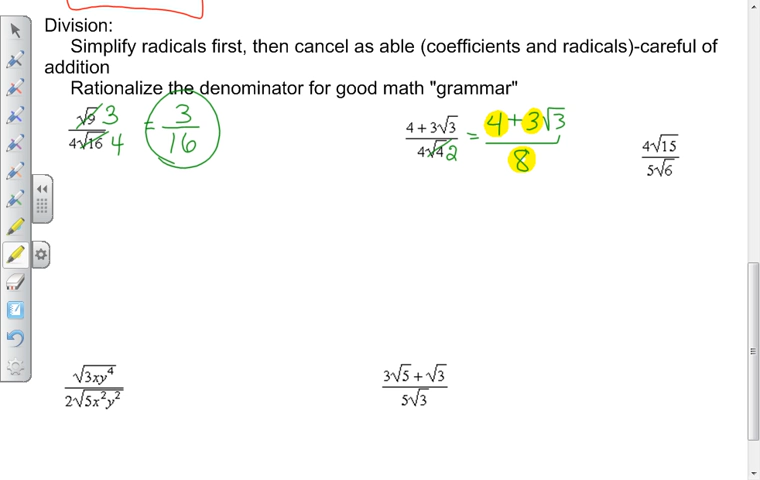 Division:
Simplify radicals first, then cancel as able (coefficients and radicals)-careful of
addition
Rationalize the denominator for good math "grammar"
√9 3 / 4√16 4 = 3/16
4 + 3√3 / 4√4 2 = 4 + 3√3 / 8
4√15 / 5√6
√3xy⁴ / 2√5x²y²
3√5 + √3 / 5√3